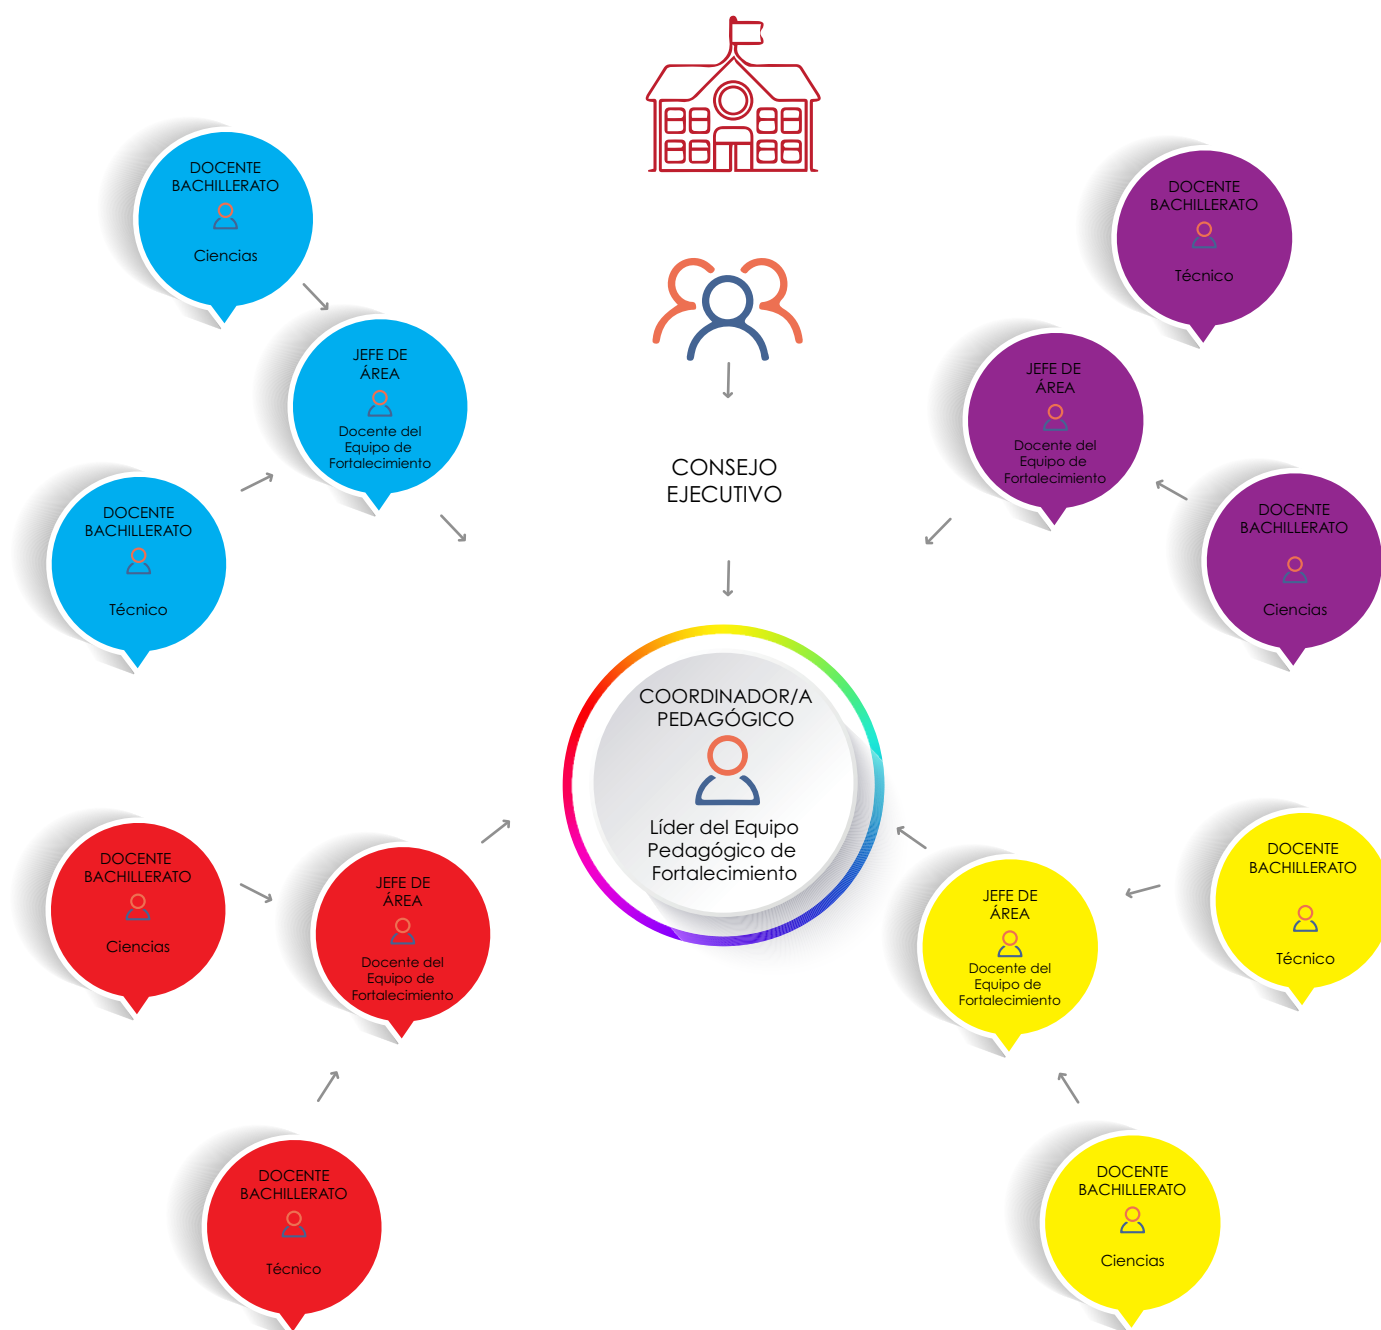 DOCENTE
BACHILLERATO
Ciencias
JEFE DE
ÁREA
Docente del
Equipo de
Fortalecimiento
DOCENTE
BACHILLERATO
Técnico
CONSEJO
EJECUTIVO
DOCENTE
BACHILLERATO
Técnico
JEFE DE
ÁREA
Docente del
Equipo de
Fortalecimiento
DOCENTE
BACHILLERATO
Ciencias
COORDINADOR/A
PEDAGÓGICO
Líder del Equipo
Pedagógico de
Fortalecimiento
DOCENTE
BACHILLERATO
Ciencias
JEFE DE
ÁREA
Docente del
Equipo de
Fortalecimiento
DOCENTE
BACHILLERATO
Técnico
DOCENTE
BACHILLERATO
Técnico
JEFE DE
ÁREA
Docente del
Equipo de
Fortalecimiento
DOCENTE
BACHILLERATO
Ciencias